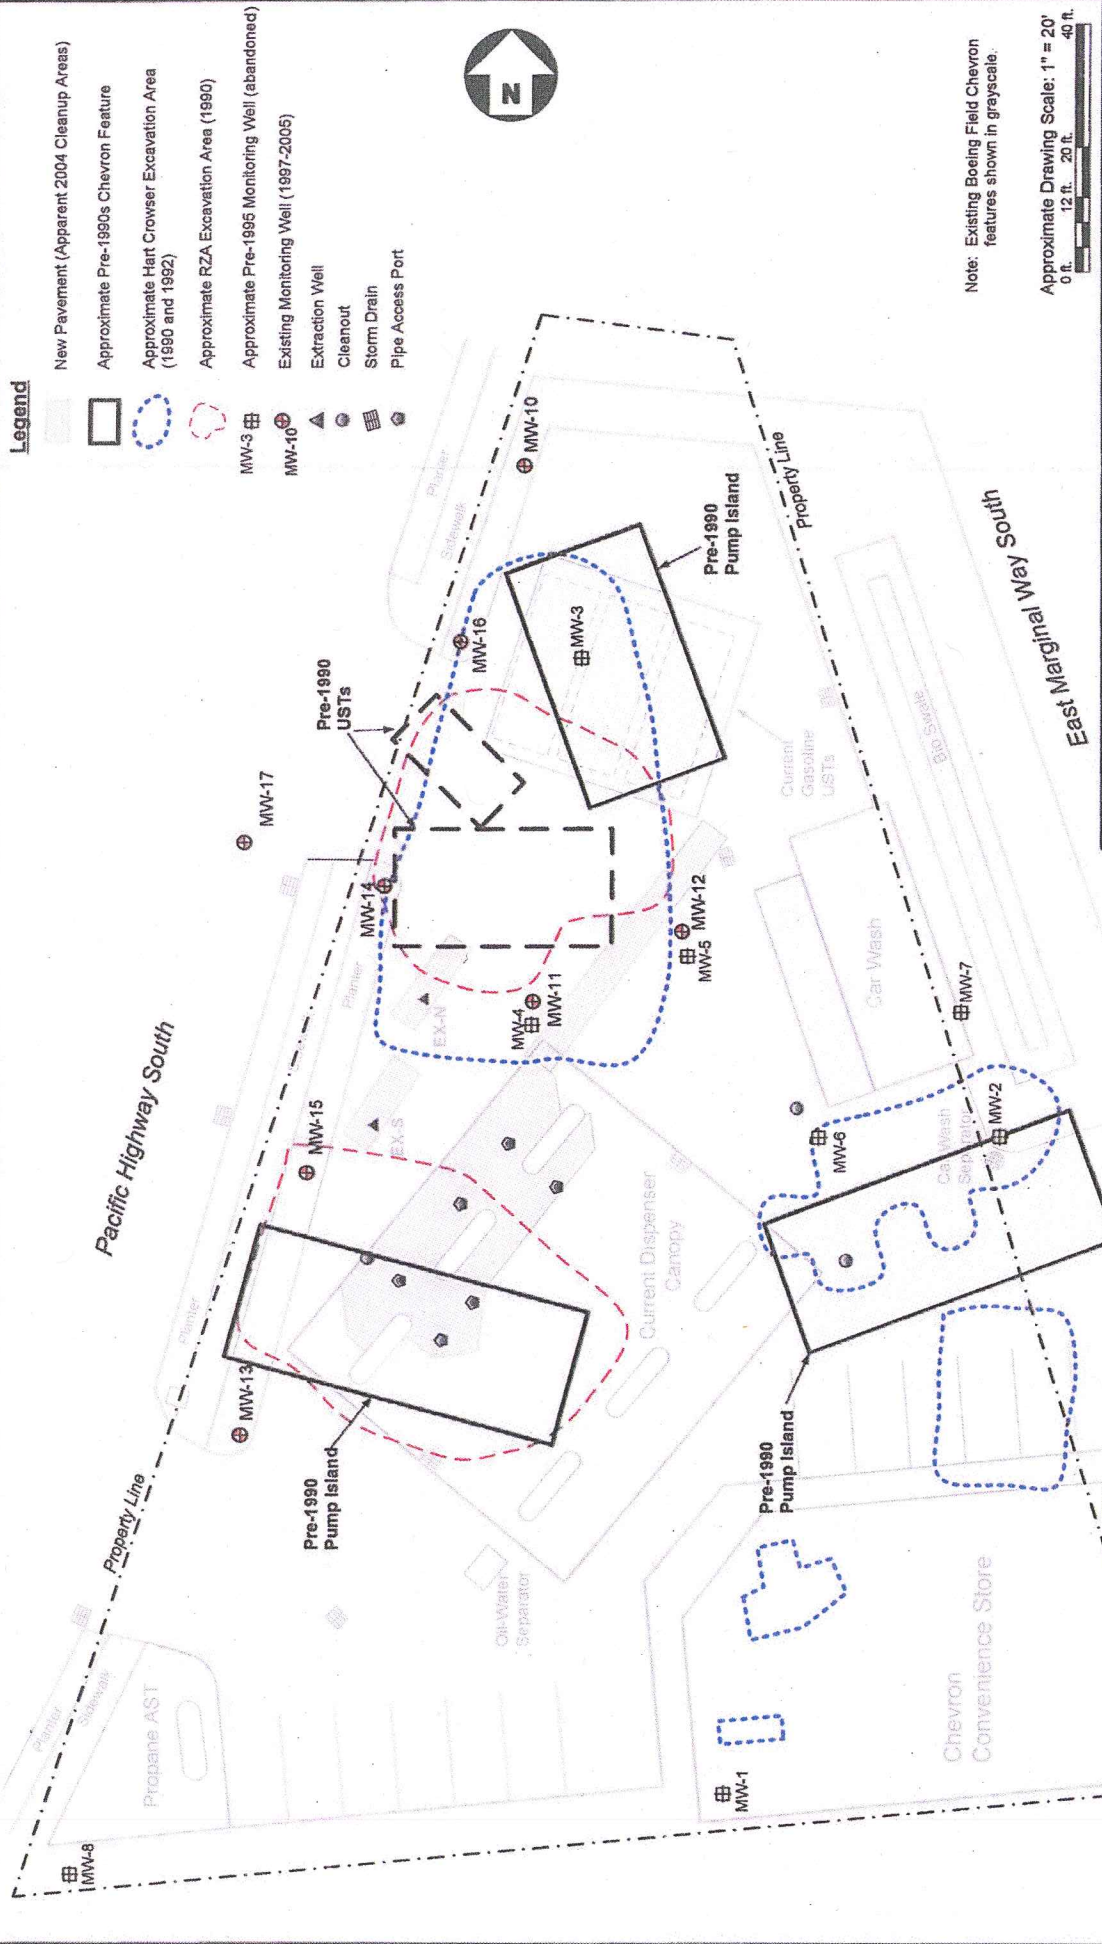 Legend
New Pavement (Apparent 2004 Cleanup Areas)
Approximate Pre-1990s Chevron Feature
Approximate Hart Crowser Excavation Area
(1990 and 1992)
Approximate RZA Excavation Area (1990)
MW-3
Approximate Pre-1995 Monitoring Well (abandoned)
MW-10
Existing Monitoring Well (1997-2005)
Extraction Well
Cleanout
Storm Drain
Pipe Access Port
N
Note: Existing Boeing Field Chevron
features shown in grayscale.
Approximate Drawing Scale: 1" = 20'
0 ft.
12 ft.
20 ft.
40 ft.
Pacific Highway South
Property Line
Planter
Sidewalk
Propane AST
MW-8
Planter
MW-13
MW-15
Planter
MW-14
MW-17
Pre-1990
USTs
MW-16
Sidewalk
Planter
MW-10
Pre-1990
Pump Island
MW-3
Property Line
Current
Gasoline
USTs
Bio Swale
East Marginal Way South
EX-N
EX-S
MW-4
MW-11
MW-12
MW-5
Car Wash
MW-7
Pre-1990
Pump Island
Current Dispenser
Canopy
MW-6
Car Wash
Separator
MW-2
Oil-Water
Separator
Pre-1990
Pump Island
MW-1
Chevron
Convenience Store